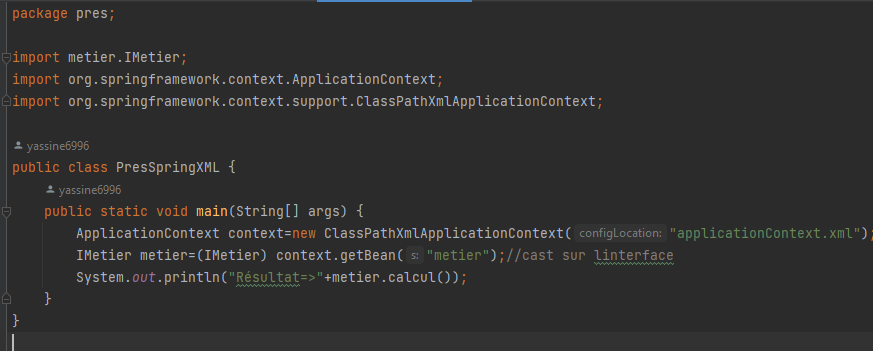 package pres;
import metier.IMetier;
import org.springframework.context.ApplicationContext;
import org.springframework.context.support.ClassPathXmlApplicationContext;
yassine6996
public class PresSpringXML {
yassine6996
public static void main(String[] args) {
ApplicationContext context=new ClassPathXmlApplicationContext( configLocation: "applicationContext.xml");
IMetier metier=(IMetier) context.getBean( s: "metier");//cast sur linterface
System.out.println("Résultat=>"+metier.calcul());
}
}